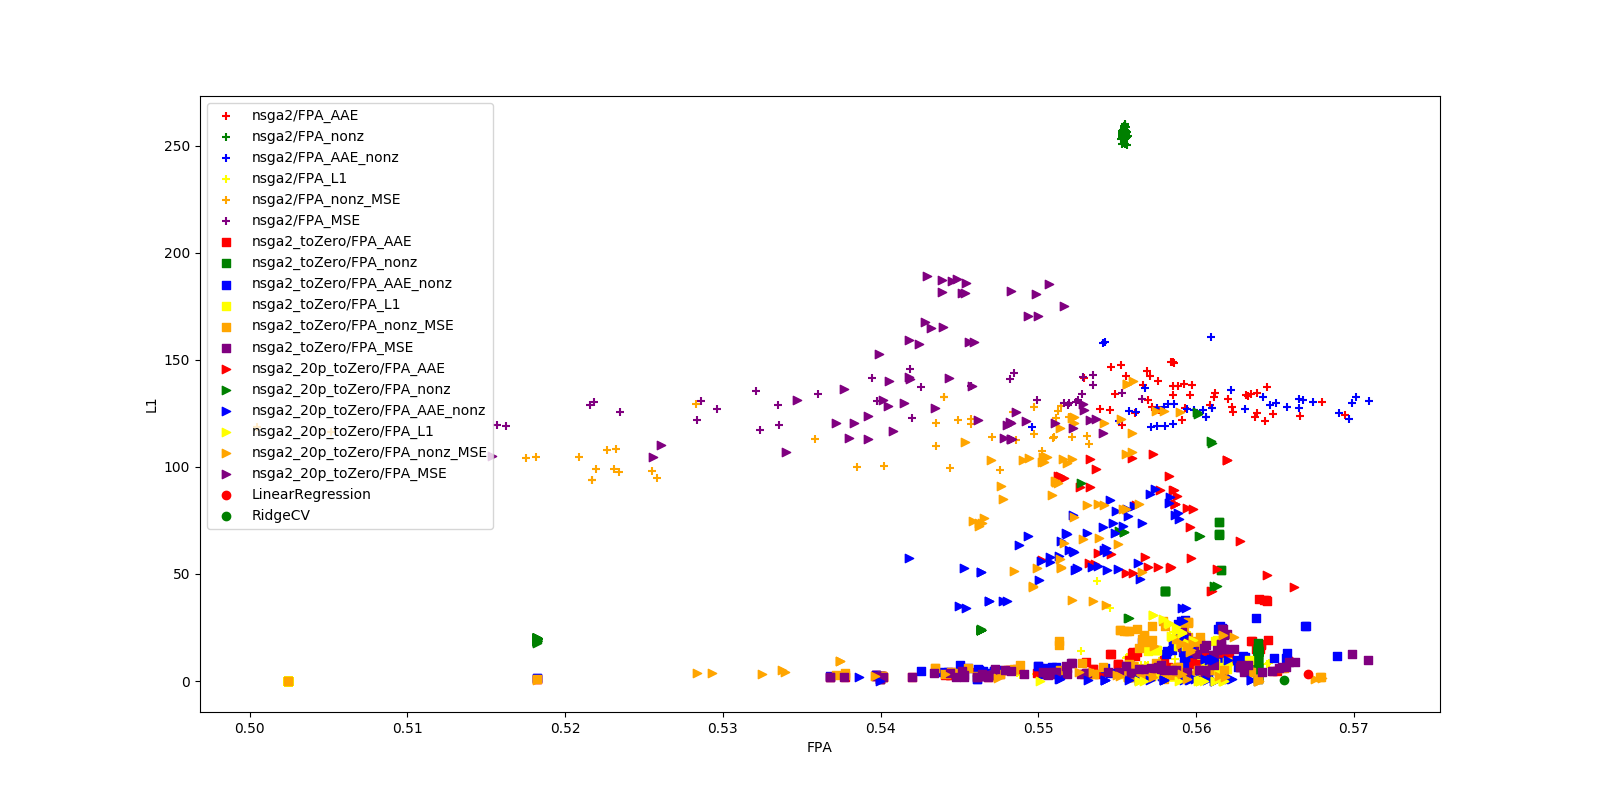 nsga2/FPA_AAE
nsga2/FPA_nonz
nsga2/FPA_AAE_nonz
nsga2/FPA_L1
nsga2/FPA_nonz_MSE
nsga2/FPA_MSE
nsga2_toZero/FPA_AAE
nsga2_toZero/FPA_nonz
nsga2_toZero/FPA_AAE_nonz
nsga2_toZero/FPA_L1
nsga2_toZero/FPA_nonz_MSE
nsga2_toZero/FPA_MSE
nsga2_20p_toZero/FPA_AAE
nsga2_20p_toZero/FPA_nonz
nsga2_20p_toZero/FPA_AAE_nonz
nsga2_20p_toZero/FPA_L1
nsga2_20p_toZero/FPA_nonz_MSE
nsga2_20p_toZero/FPA_MSE
LinearRegression
RidgeCV
250
200
150
100
50
0
L1
0.50 0.51 0.52 0.53 0.54 0.55 0.56 0.57
FPA